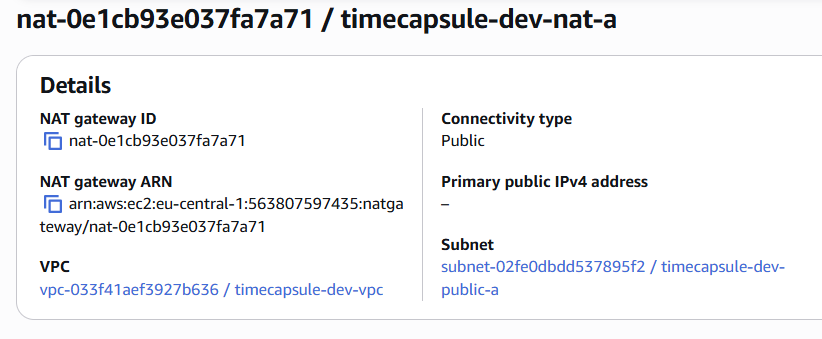 nat-0e1cb93e037fa7a71 / timecapsule-dev-nat-a
Details
NAT gateway ID
nat-0e1cb93e037fa7a71
NAT gateway ARN
arn:aws:ec2:eu-central-1:563807597435:natga
teway/nat-0e1cb93e037fa7a71
VPC
vpc-033f41aef3927b636 / timecapsule-dev-vpc
Connectivity type
Public
Primary public IPv4 address
–
Subnet
subnet-02fe0dbdd537895f2 / timecapsule-dev-
public-a